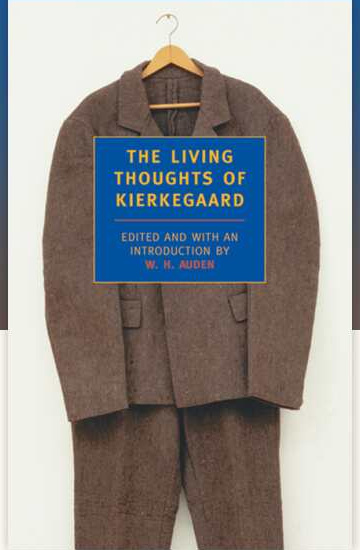 THE LIVING
THOUGHTS OF
KIERKEGAARD
EDITED AND WITH AN
INTRODUCTION BY
W. H. AUDEN